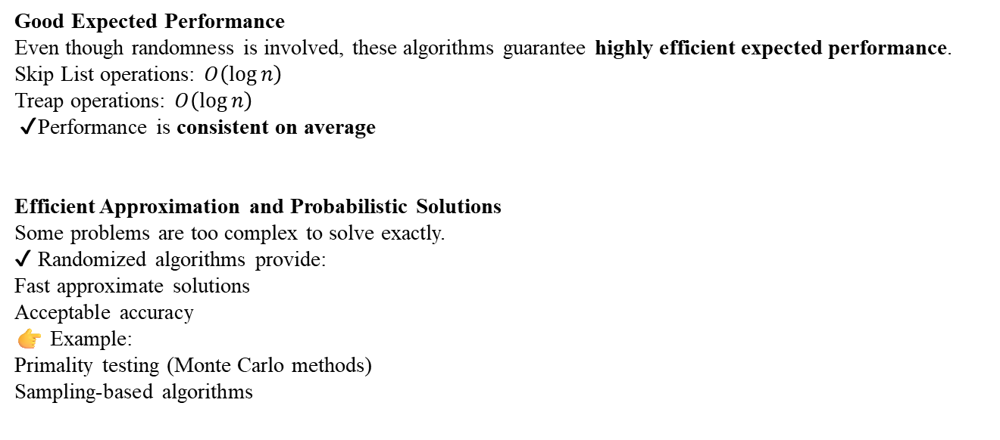 Good Expected Performance
Even though randomness is involved, these algorithms guarantee highly efficient expected performance.
Skip List operations: O(log n)
Treap operations: O(log n)
✓Performance is consistent on average
Efficient Approximation and Probabilistic Solutions
Some problems are too complex to solve exactly.
✓ Randomized algorithms provide:
Fast approximate solutions
Acceptable accuracy
👉 Example:
Primality testing (Monte Carlo methods)
Sampling-based algorithms